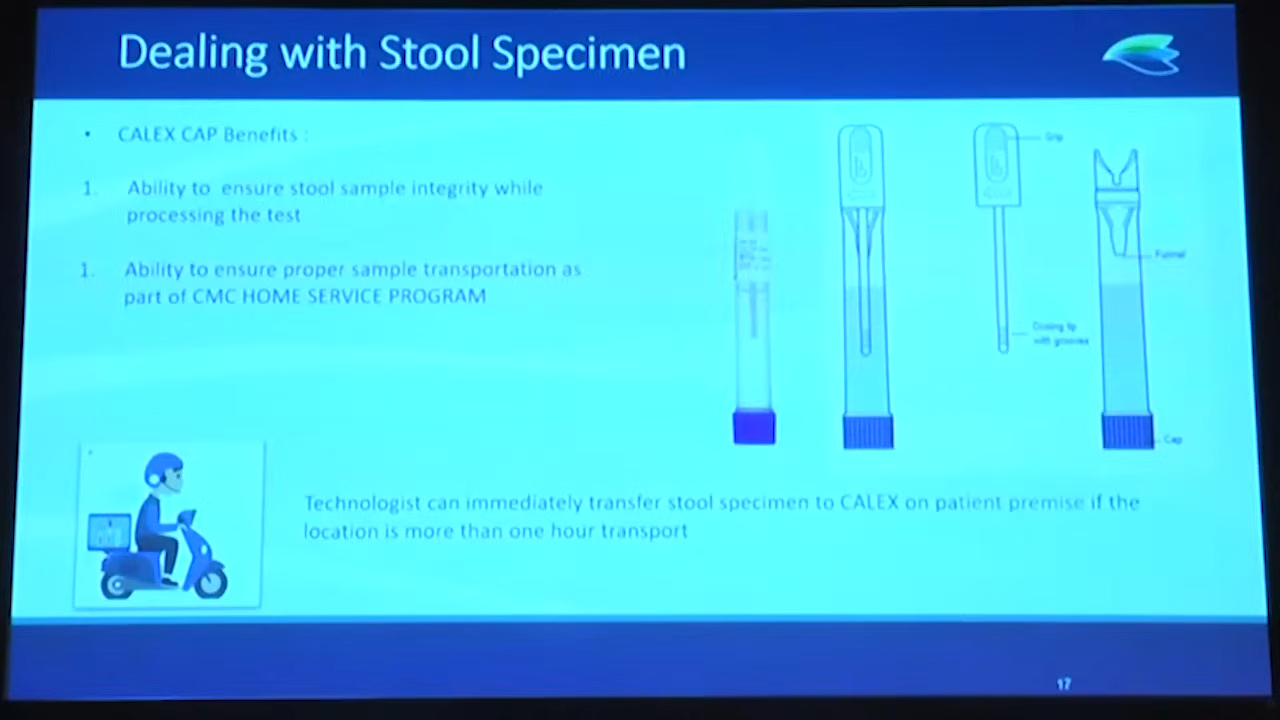 Dealing with Stool Specimen
• CALEX CAP Benefits :
1. Ability to ensure stool sample integrity while
processing the test
1. Ability to ensure proper sample transportation as
part of CMC HOME SERVICE PROGRAM
Grip
Funnel
Dosing tip
with grooves
Cap
Technologist can immediately transfer stool specimen to CALEX on patient premise if the
location is more than one hour transport
17